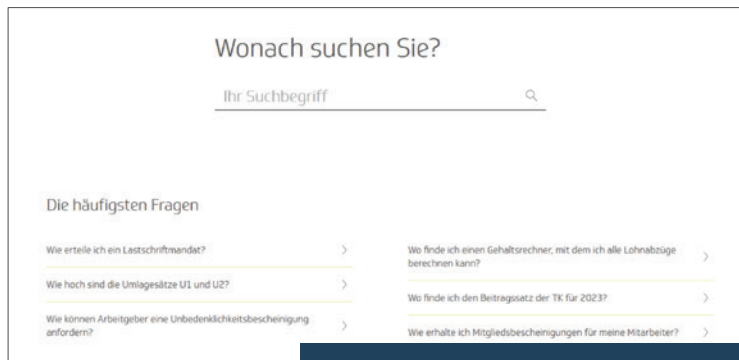 Wonach suchen Sie?
Ihr Suchbegriff
Die häufigsten Fragen
Wie erteile ich ein Lastschriftmandat?
Wie hoch sind die Umlagesätze U1 und U2?
Wie können Arbeitgeber eine Unbedenklichkeitsbescheinigung
anfordern?
Wo finde ich einen Gehaltsrechner, mit dem ich alle Lohnabzüge
berechnen kann?
Wo finde ich den Beitragssatz der TK für 2023?
Wie erhalte ich Mitgliedsbescheinigungen für meine Mitarbeiter?